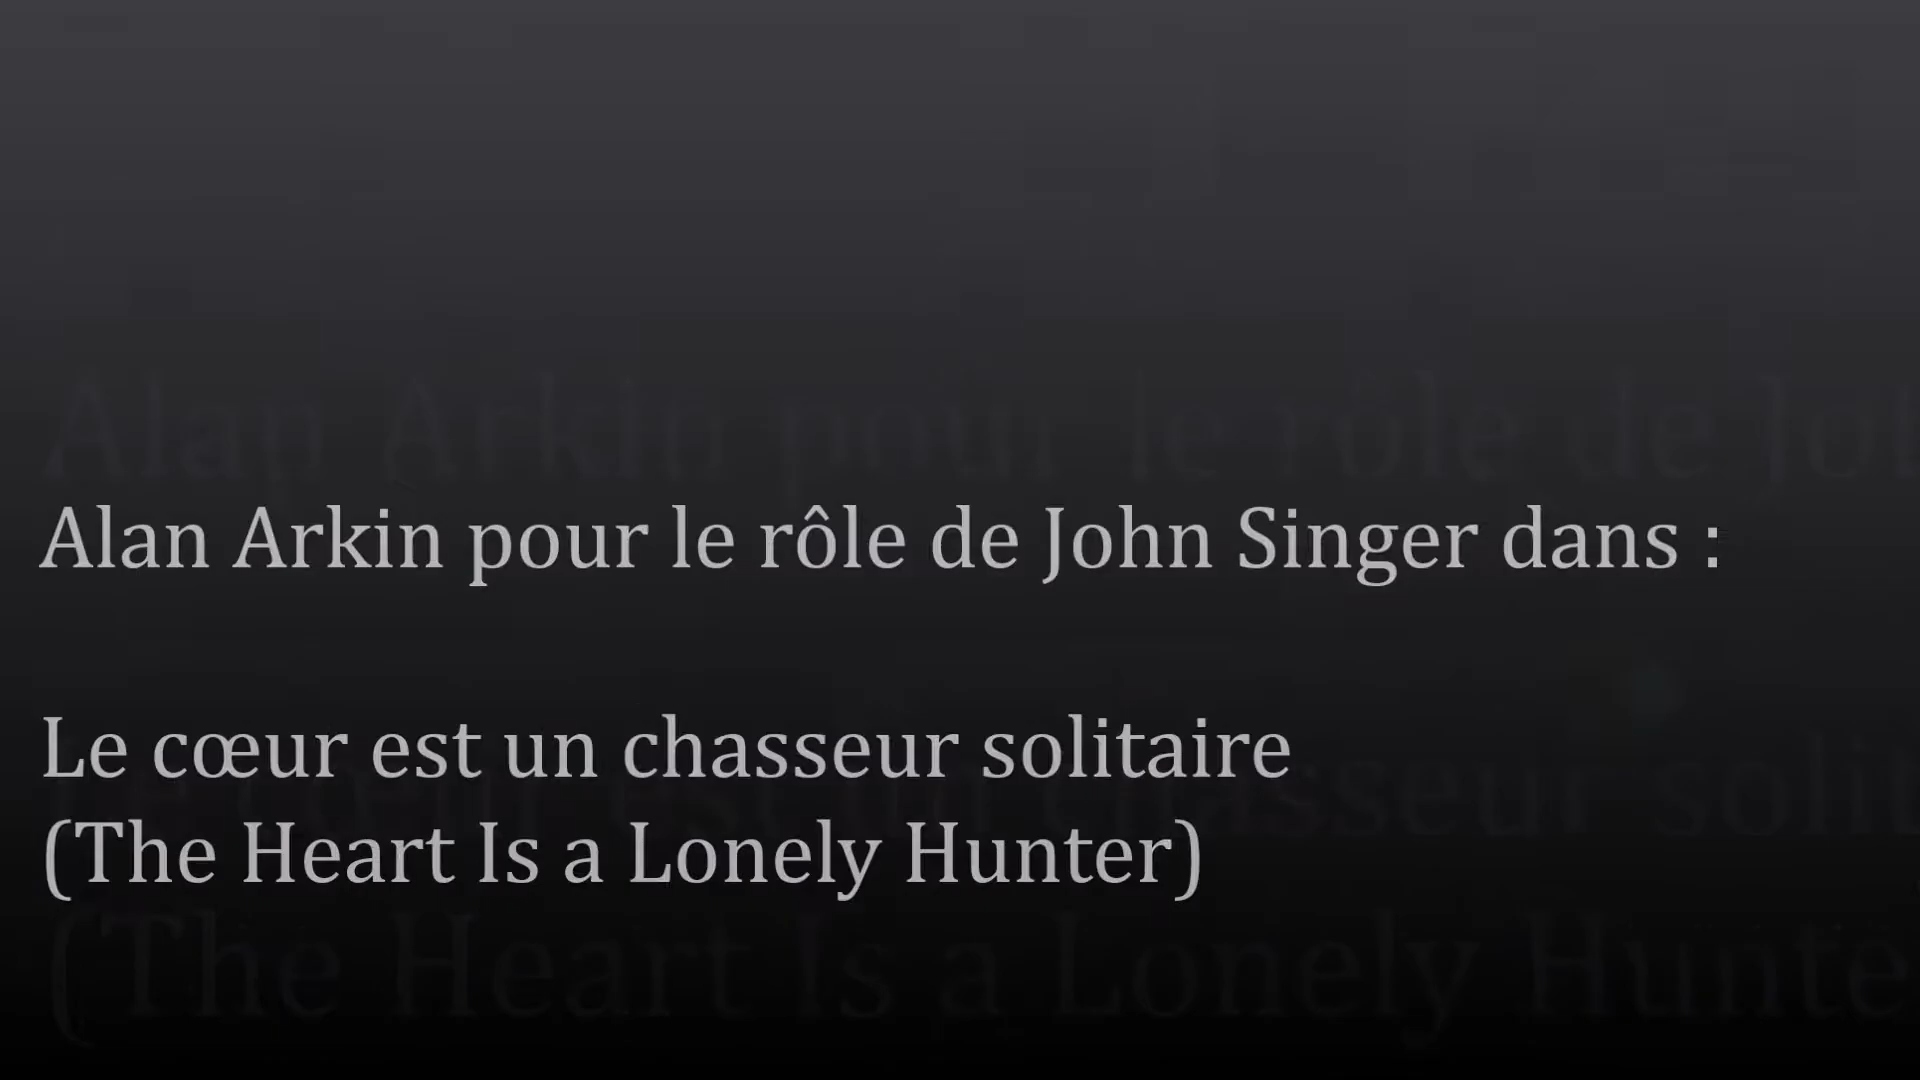 Alan Arkin pour le rôle de John Singer dans :
Le cœur est un chasseur solitaire
(The Heart Is a Lonely Hunter)